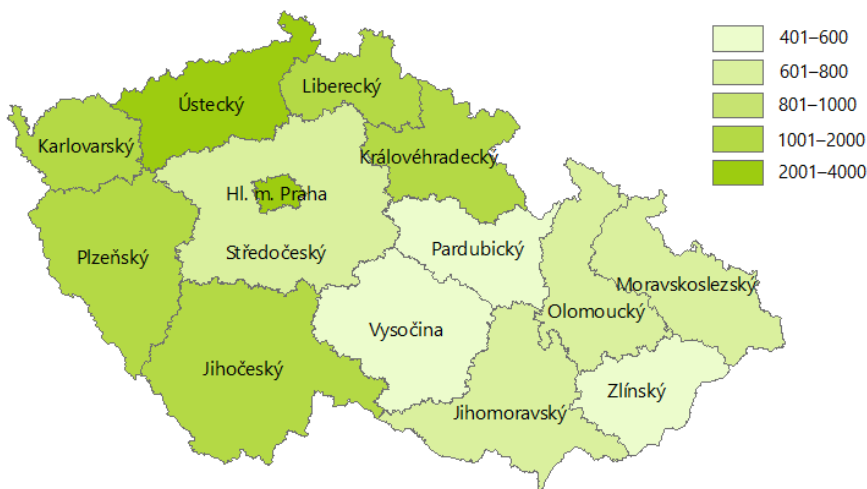 401–600
601–800
801–1000
1001–2000
2001–4000
Ústecký
Liberecký
Karlovarský
Královéhradecký
Hl. m. Praha
Středočeský
Plzeňský
Pardubický
Moravskoslezský
Olomoucký
Vysočina
Jihočeský
Zlínský
Jihomoravský